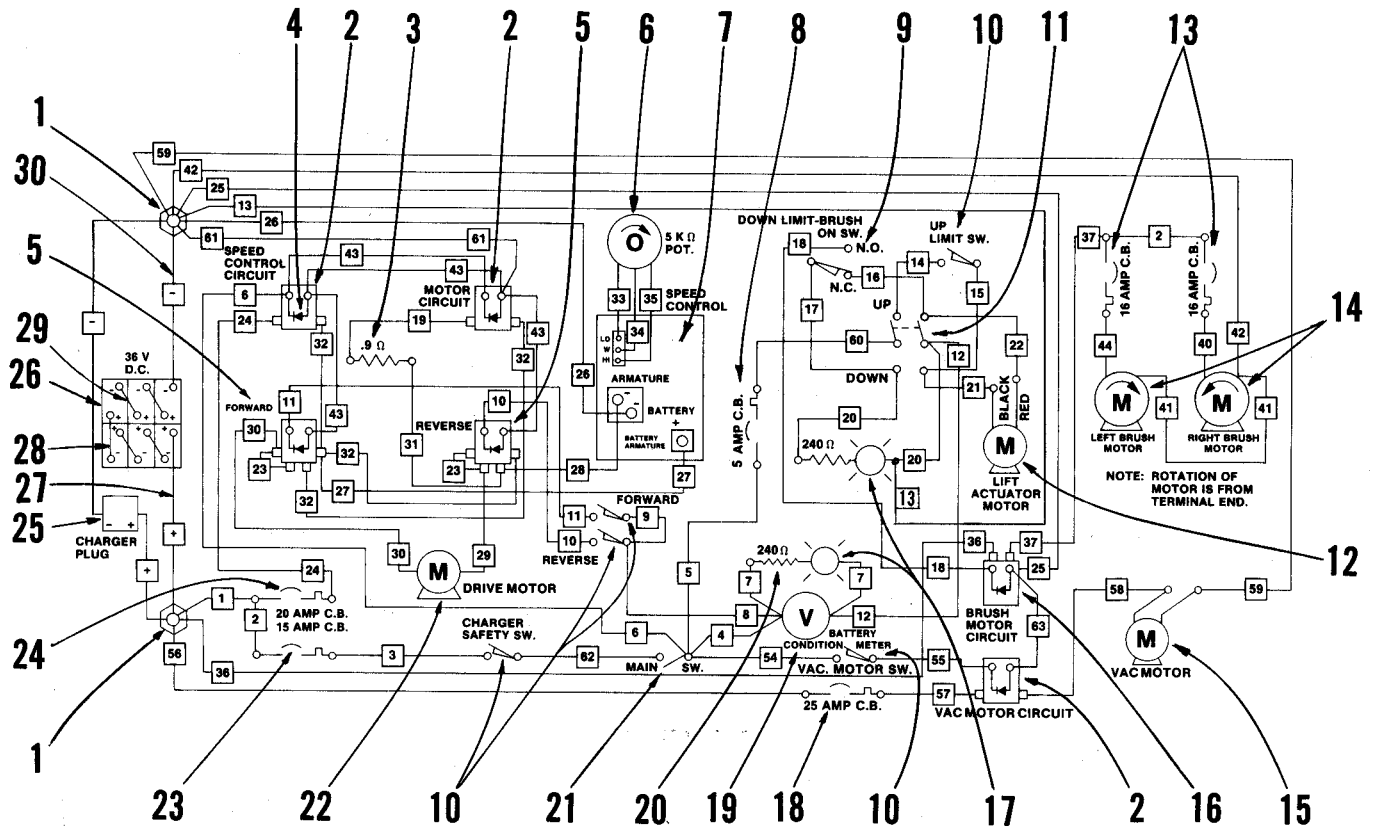 4 2 3 2 5 6 7 8 9 10 11 13
1
59
42
30
25
13
26
61
SPEED CONTROL CIRCUIT
61
43
43
MOTOR CIRCUIT
5 K Ω POT.
O
DOWN LIMIT-BRUSH ON SW.
18
N.O.
UP LIMIT SW.
14
16
N.C.
15
37
2
16 AMP C.B.
16 AMP C.B.
5
6
24
19
43
32
32
.9 Ω
33
35
34
SPEED CONTROL
LO
W
HI
17
UP
60
12
22
44
40
42
14
36 V D.C.
29
26
28
27
26
ARMATURE
BATTERY
BATTERY ARMATURE
DOWN
21
BLACK
RED
M
M
41
41
LEFT BRUSH MOTOR
RIGHT BRUSH MOTOR
FORWARD
11
43
10
REVERSE
30
23
32
31
23
28
27
27
32
5 AMP C.B.
20
240 Ω
20
13
M
LIFT ACTUATOR MOTOR
NOTE: ROTATION OF MOTOR IS FROM TERMINAL END.
25
CHARGER PLUG
FORWARD
11
9
10
REVERSE
36
37
12
30
29
M
DRIVE MOTOR
5
240 Ω
7
7
18
25
BRUSH MOTOR CIRCUIT
63
58
59
24
1
2
20 AMP C.B.
15 AMP C.B.
24
8
V
12
BATTERY
CONDITION METER
6
4
CHARGER SAFETY SW.
3
62
MAIN SW.
54
VAC. MOTOR SW.
55
M
VAC MOTOR
1
56
36
25 AMP C.B.
57
VAC MOTOR CIRCUIT
23 22 10 21 20 19 18 10 17 2 16 15